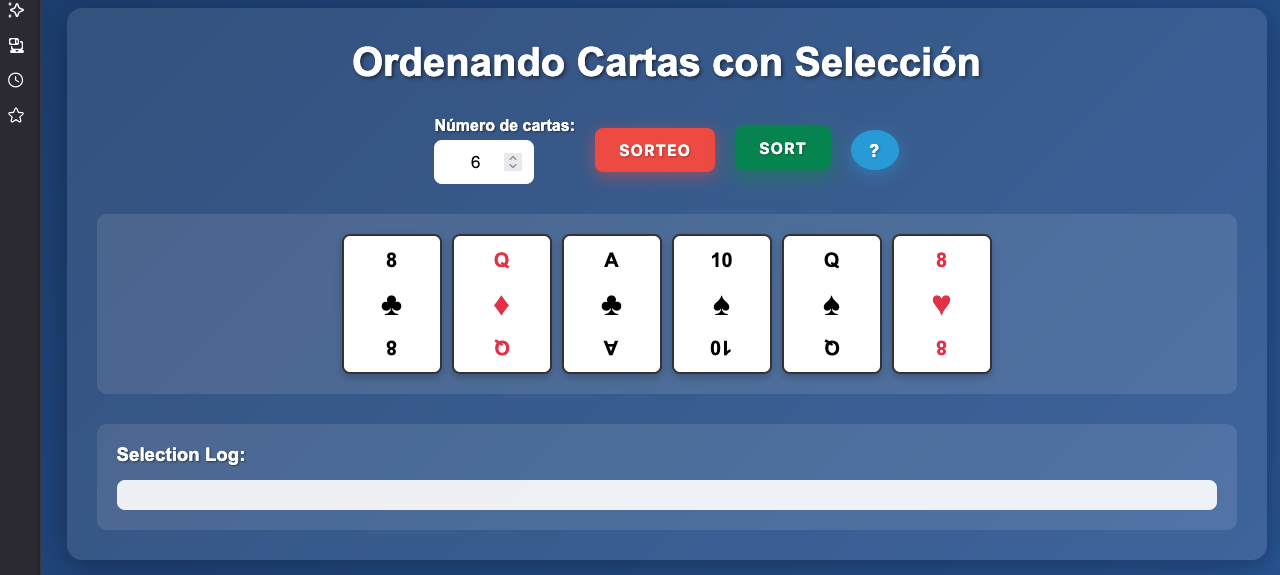 Ordenando Cartas con Selección
Número de cartas:
6
SORTEO
SORT
?
8 Q A 10 Q 8
♣ ♦ ♣ ♠ ♠ ♥
8 Q A 10 Q 8
Selection Log: